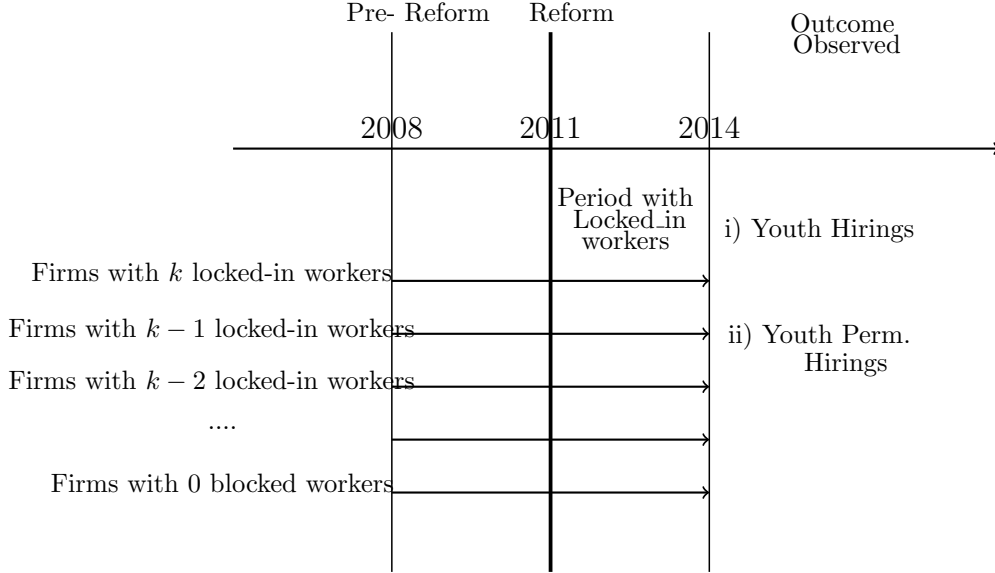 Pre- Reform
Reform
Outcome
Observed
2008
2011
2014
Period with
Locked_in
workers
i) Youth Hirings
Firms with k locked-in workers
Firms with k − 1 locked-in workers
ii) Youth Perm.
Hirings
Firms with k − 2 locked-in workers
....
Firms with 0 blocked workers